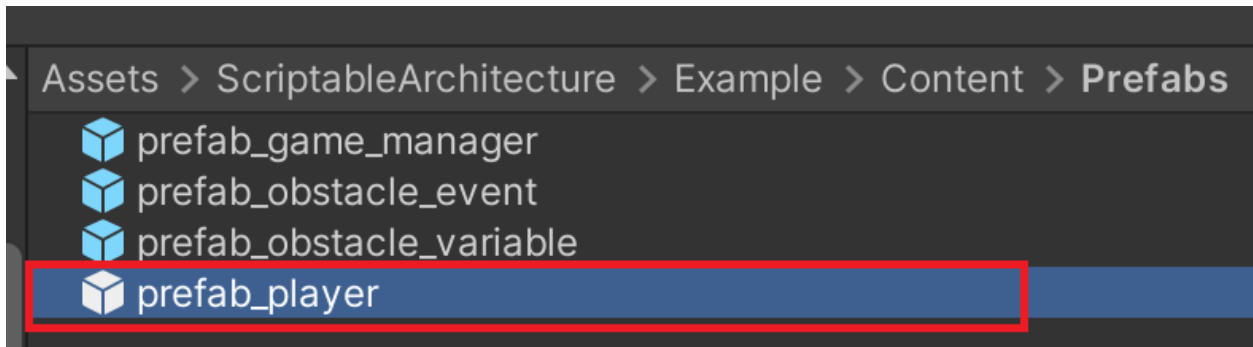 Assets > ScriptableArchitecture > Example > Content > Prefabs
prefab_game_manager
prefab_obstacle_event
prefab_obstacle_variable
prefab_player